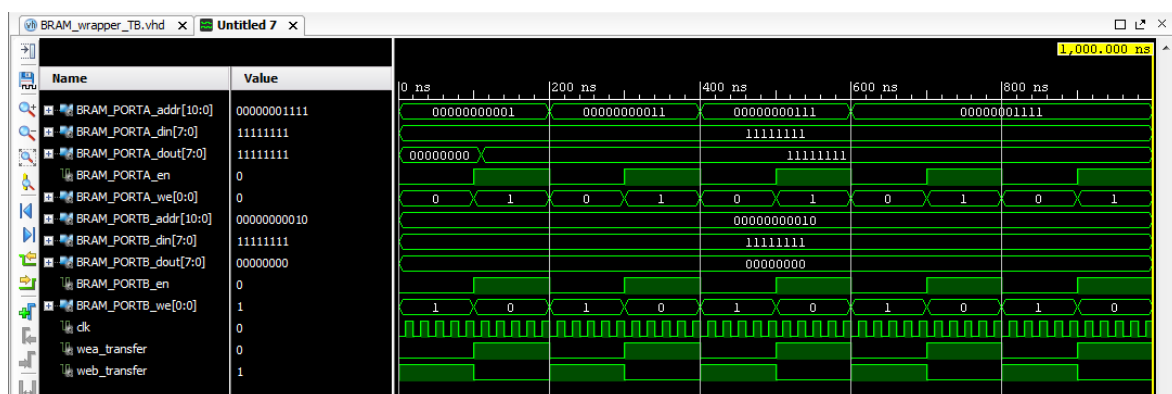 BRAM_wrapper_TB.vhd Untitled 7
1,000.000 ns
Name Value 0 ns 200 ns 400 ns 600 ns 800 ns
BRAM_PORTA_addr[10:0] 00000001111 00000000001 00000000011 00000000111 00000001111
BRAM_PORTA_din[7:0] 11111111 11111111
BRAM_PORTA_dout[7:0] 11111111 00000000 11111111
BRAM_PORTA_en 0
BRAM_PORTA_we[0:0] 0 0 1 0 1 0 1 0 1 0 1
BRAM_PORTB_addr[10:0] 00000000010 00000000010
BRAM_PORTB_din[7:0] 11111111 11111111
BRAM_PORTB_dout[7:0] 00000000 00000000
BRAM_PORTB_en 0
BRAM_PORTB_we[0:0] 1 1 0 1 0 1 0 1 0 1 0
clk 0
wea_transfer 0
web_transfer 1